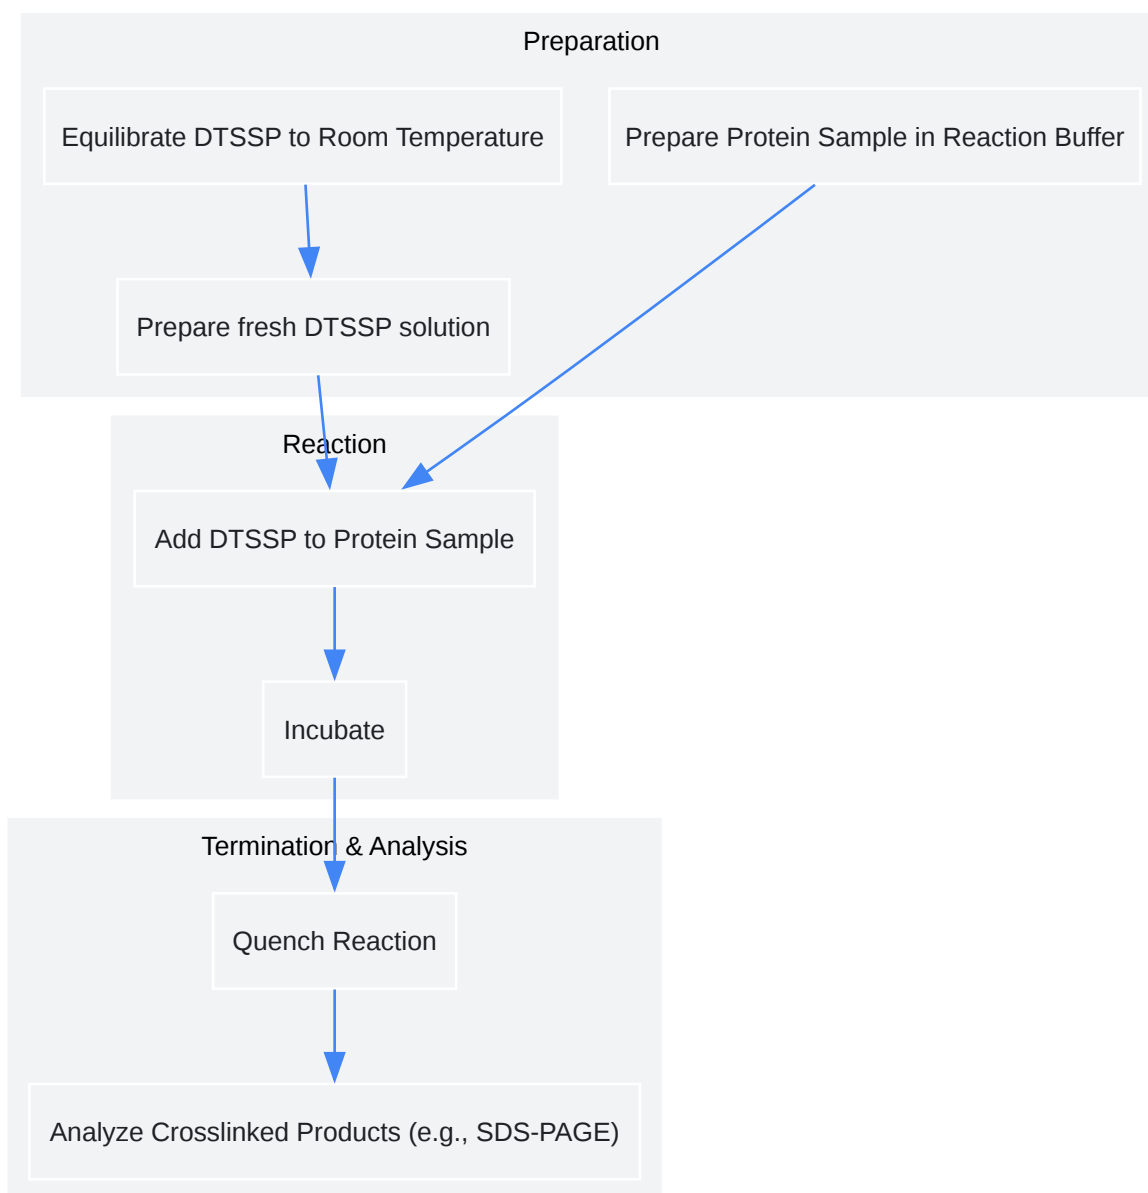 Preparation
Equilibrate DTSSP to Room Temperature
Prepare Protein Sample in Reaction Buffer
Prepare fresh DTSSP solution
Reaction
Add DTSSP to Protein Sample
Incubate
Termination & Analysis
Quench Reaction
Analyze Crosslinked Products (e.g., SDS-PAGE)